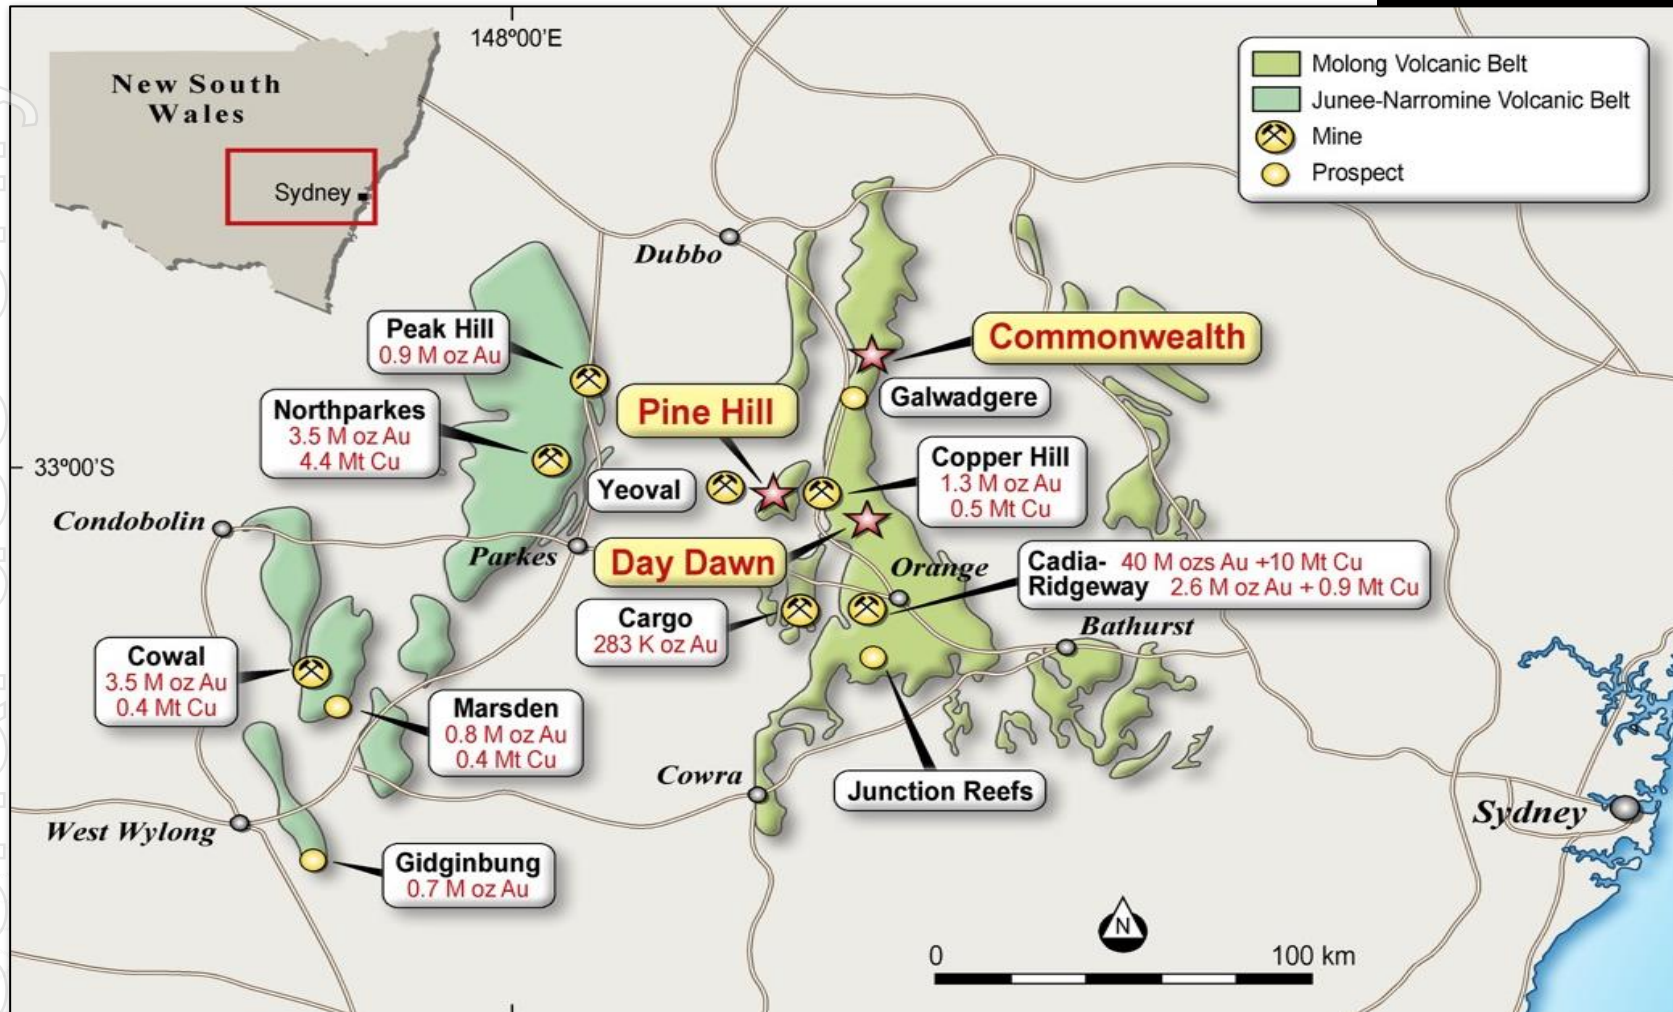 148º00'E
New South
Wales
Sydney
Molong Volcanic Belt
Junee-Narromine Volcanic Belt
Mine
Prospect
Dubbo
Peak Hill
0.9 M oz Au
Commonwealth
Galwadgere
Pine Hill
Northparkes
3.5 M oz Au
4.4 Mt Cu
33º00'S
Yeoval
Copper Hill
1.3 M oz Au
0.5 Mt Cu
Condobolin
Parkes
Day Dawn
Orange
Cadia- 40 M ozs Au +10 Mt Cu
Ridgeway 2.6 M oz Au + 0.9 Mt Cu
Cargo
283 K oz Au
Bathurst
Cowal
3.5 M oz Au
0.4 Mt Cu
Marsden
0.8 M oz Au
0.4 Mt Cu
Cowra
Junction Reefs
Sydney
West Wylong
Gidginbung
0.7 M oz Au
N
0 100 km